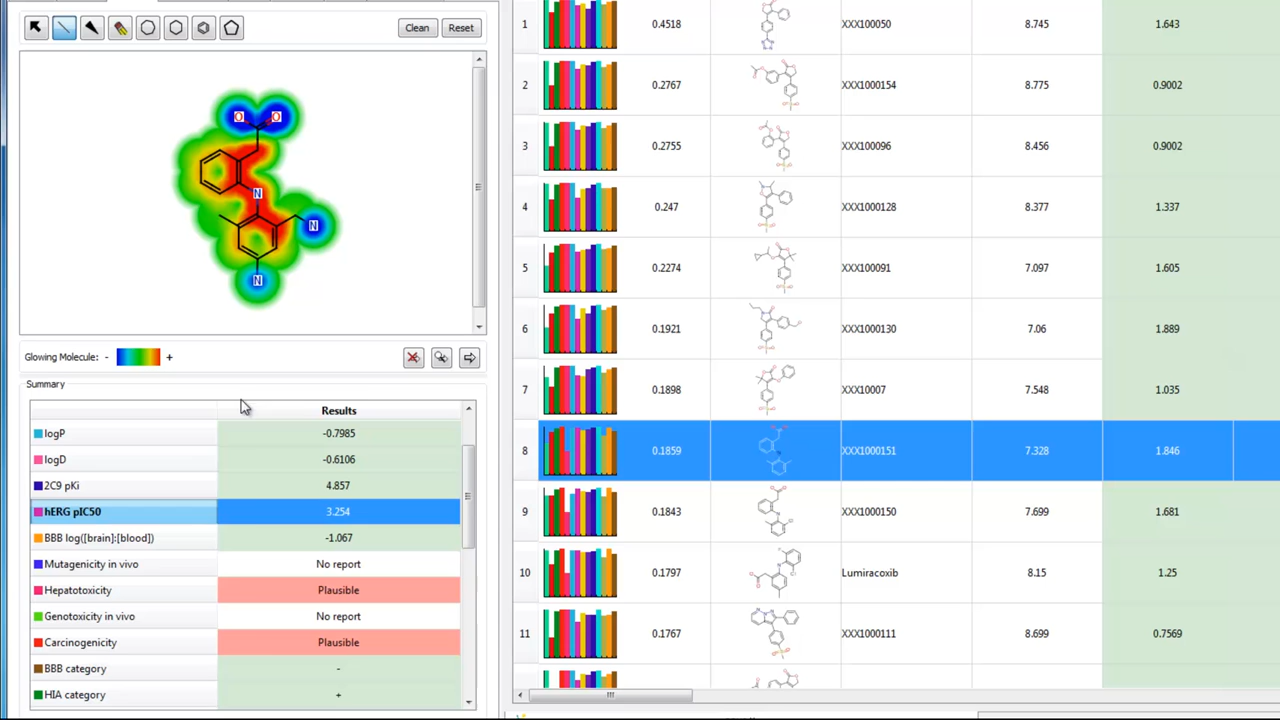 Clean Reset
O O
N
N
N
Glowing Molecule: - +
Summary
Results
logP -0.7985
logD -0.6106
2C9 pKi 4.857
hERG pIC50 3.254
BBB log([brain]:[blood]) -1.067
Mutagenicity in vivo No report
Hepatotoxicity Plausible
Genotoxicity in vivo No report
Carcinogenicity Plausible
BBB category -
HIA category +
1 0.4518 XXX100050 8.745 1.643
2 0.2767 XXX1000154 8.775 0.9002
3 0.2755 XXX100096 8.456 0.9002
4 0.247 XXX1000128 8.377 1.337
5 0.2274 XXX100091 7.097 1.605
6 0.1921 XXX1000130 7.06 1.889
7 0.1898 XXX10007 7.548 1.035
8 0.1859 XXX1000151 7.328 1.846
9 0.1843 XXX1000150 7.699 1.681
10 0.1797 Lumiracoxib 8.15 1.25
11 0.1767 XXX1000111 8.699 0.7569